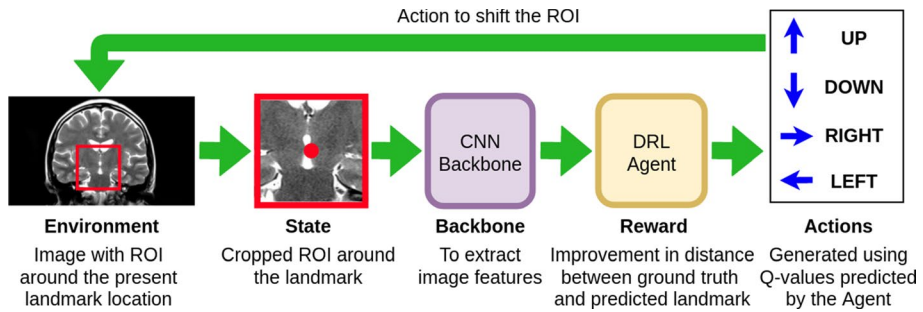 Action to shift the ROI
UP
DOWN
RIGHT
LEFT
CNN
Backbone
DRL
Agent
Environment
Image with ROI
around the present
landmark location
State
Cropped ROI around
the landmark
Backbone
To extract
image features
Reward
Improvement in distance
between ground truth
and predicted landmark
Actions
Generated using
Q-values predicted
by the Agent